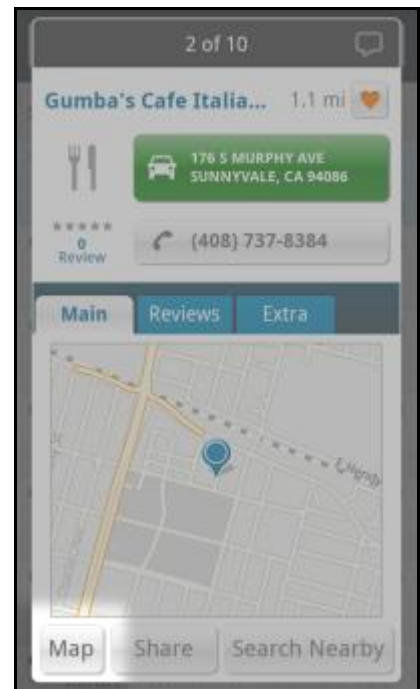 2 of 10
Gumba's Cafe Italia... 1.1 mi
176 S MURPHY AVE
SUNNYVALE, CA 94086
0
Review
(408) 737-8384
Main Reviews Extra
Map Share Search Nearby